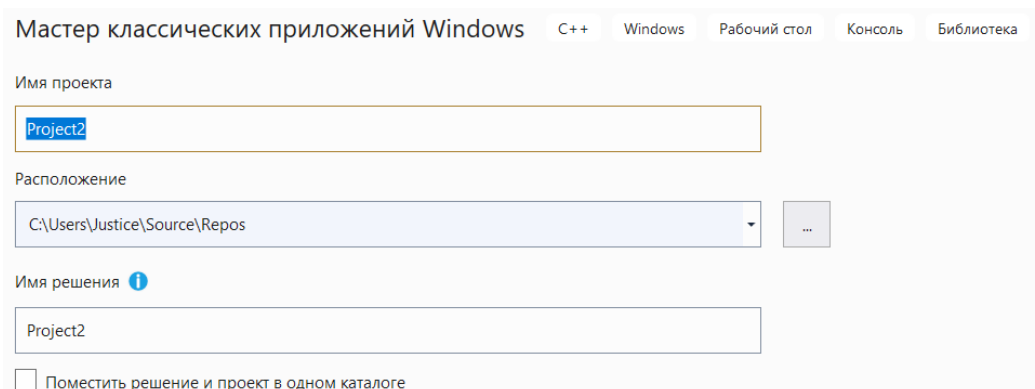 Мастер классических приложений Windows C++ Windows Рабочий стол Консоль Библиотека
Имя проекта
Project2
Расположение
C:\Users\Justice\Source\Repos
...
Имя решения
Project2
Поместить решение и проект в одном каталоге